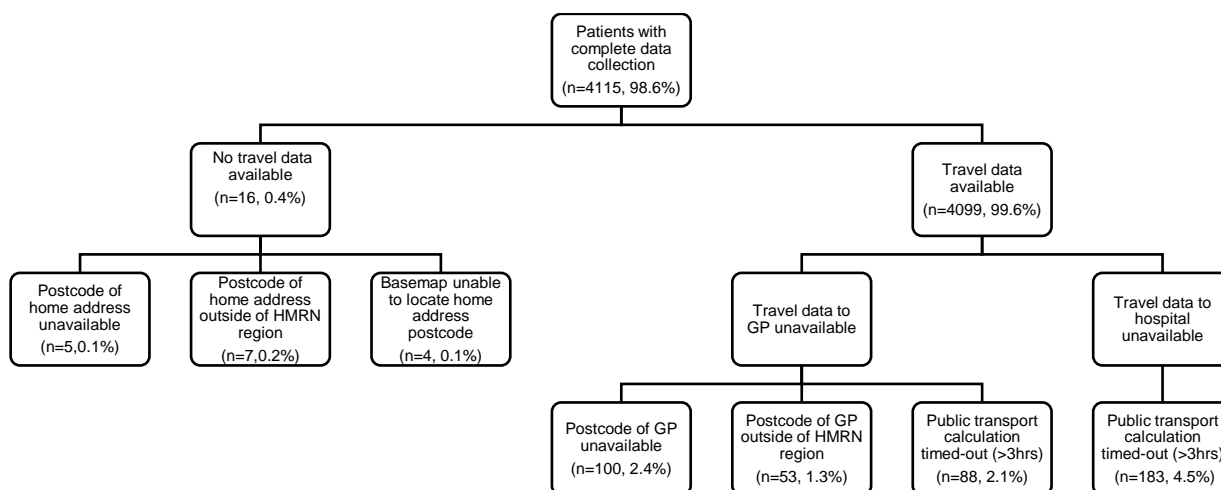 Patients with
complete data
collection
(n=4115, 98.6%)
No travel data
available
(n=16, 0.4%)
Travel data
available
(n=4099, 99.6%)
Postcode of
home address
unavailable
(n=5,0.1%)
Postcode of
home address
outside of HMRN
region
(n=7,0.2%)
Basemap unable
to locate home
address
postcode
(n=4, 0.1%)
Travel data to
GP unavailable
Travel data to
hospital
unavailable
Postcode of GP
unavailable
(n=100, 2.4%)
Postcode of GP
outside of HMRN
region
(n=53, 1.3%)
Public transport
calculation
timed-out (>3hrs)
(n=88, 2.1%)
Public transport
calculation
timed-out (>3hrs)
(n=183, 4.5%)